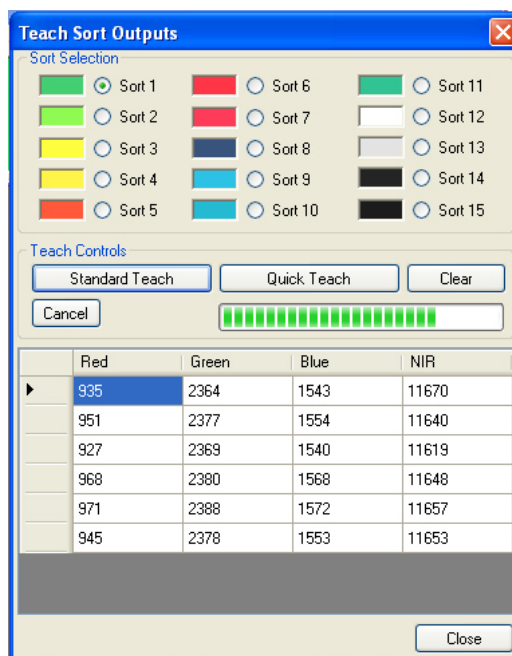 Teach Sort Outputs
Sort Selection
Sort 1 Sort 6 Sort 11
Sort 2 Sort 7 Sort 12
Sort 3 Sort 8 Sort 13
Sort 4 Sort 9 Sort 14
Sort 5 Sort 10 Sort 15
Teach Controls
Standard Teach Quick Teach Clear
Cancel
Red Green Blue NIR
935 2364 1543 11670
951 2377 1554 11640
927 2369 1540 11619
968 2380 1568 11648
971 2388 1572 11657
945 2378 1553 11653
Close